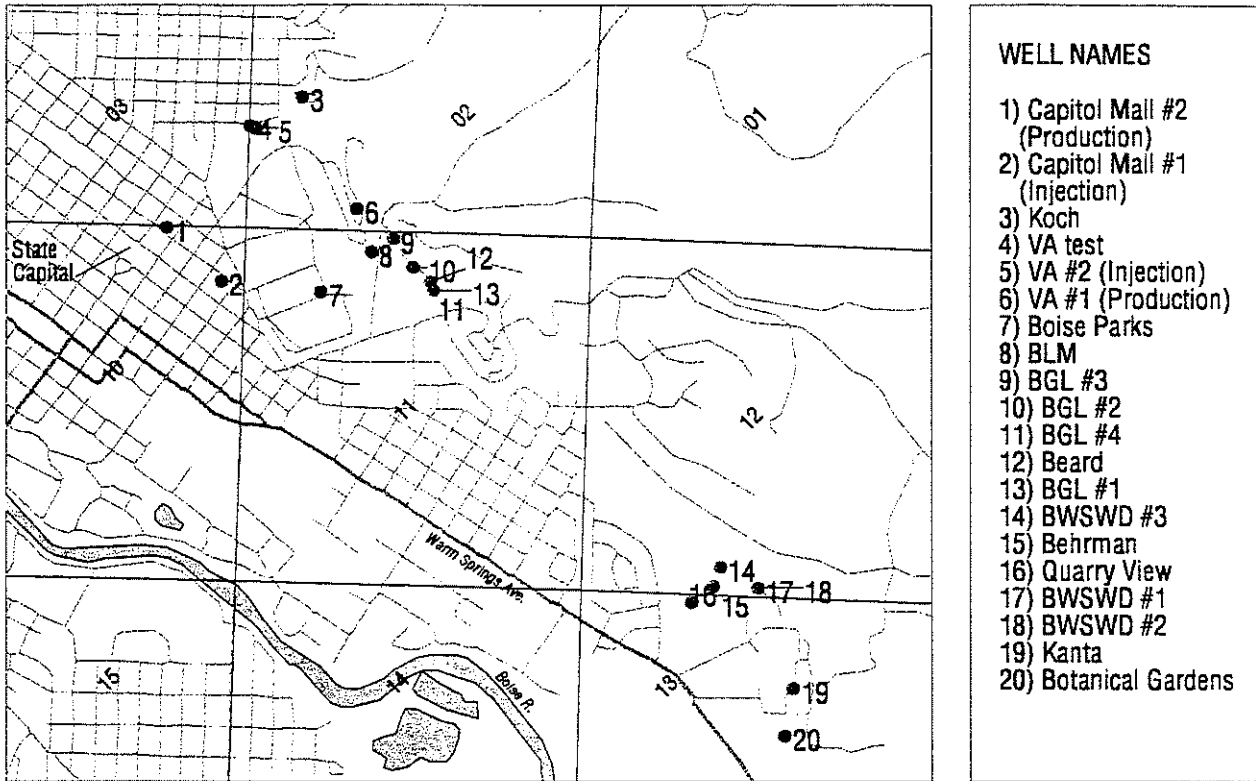 03
02
01
3
4
5
6
1
9
State
Capital
8
10
12
2
7
13
11
10
11
12
Warm Springs Ave.
14
16
15
17
18
15
14
Boise R.
13
19
20
WELL NAMES
1) Capitol Mall #2
(Production)
2) Capitol Mall #1
(Injection)
3) Koch
4) VA test
5) VA #2 (Injection)
6) VA #1 (Production)
7) Boise Parks
8) BLM
9) BGL #3
10) BGL #2
11) BGL #4
12) Beard
13) BGL #1
14) BWSWD #3
15) Behrman
16) Quarry View
17) BWSWD #1
18) BWSWD #2
19) Kanta
20) Botanical Gardens